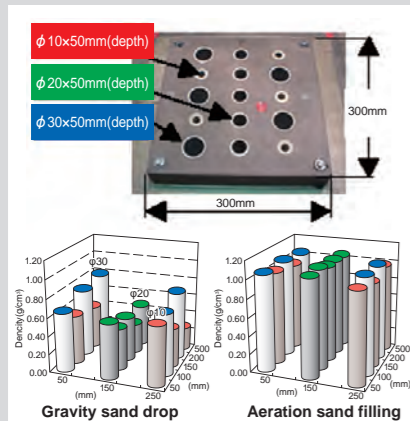 ϕ10×50mm(depth)
ϕ20×50mm(depth)
ϕ30×50mm(depth)
300mm
300mm
1.20
1.00
0.80
0.60
0.40
0.20
0.00
Dencity(g/cm³)
ϕ30
ϕ20
ϕ10
50
150
250
(mm)
50
100
150
200
500
(mm)
Gravity sand drop
1.20
1.00
0.80
0.60
0.40
0.20
0.00
Dencity(g/cm³)
50
150
250
(mm)
50
100
150
200
500
(mm)
Aeration sand filling